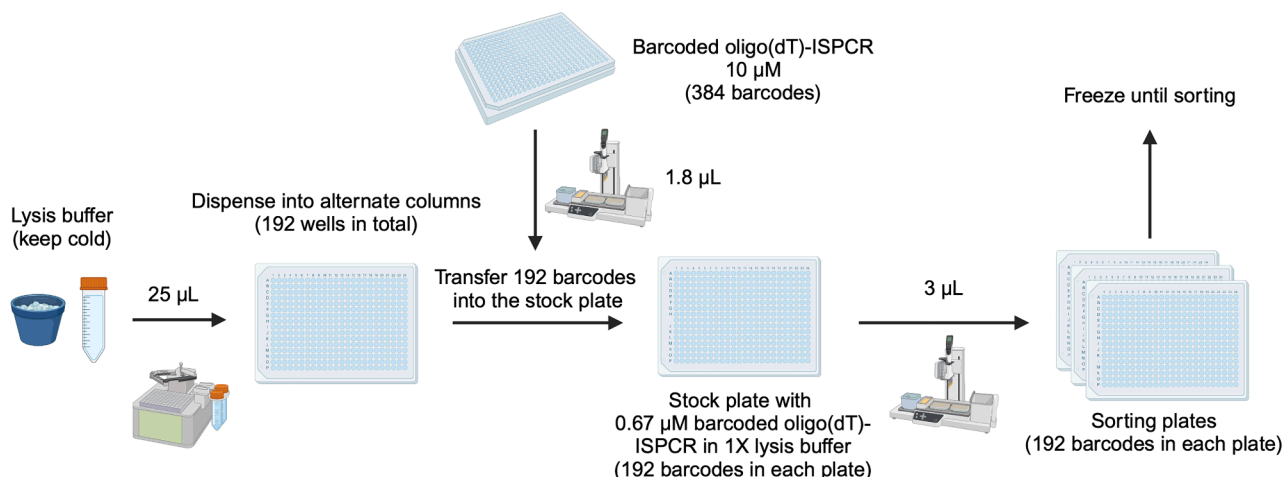 Lysis buffer
(keep cold)
25 µL
Dispense into alternate columns
(192 wells in total)
Barcoded oligo(dT)-ISPCR
10 µM
(384 barcodes)
1.8 µL
Transfer 192 barcodes
into the stock plate
Stock plate with
0.67 µM barcoded oligo(dT)-
ISPCR in 1X lysis buffer
(192 barcodes in each plate)
3 µL
Freeze until sorting
Sorting plates
(192 barcodes in each plate)